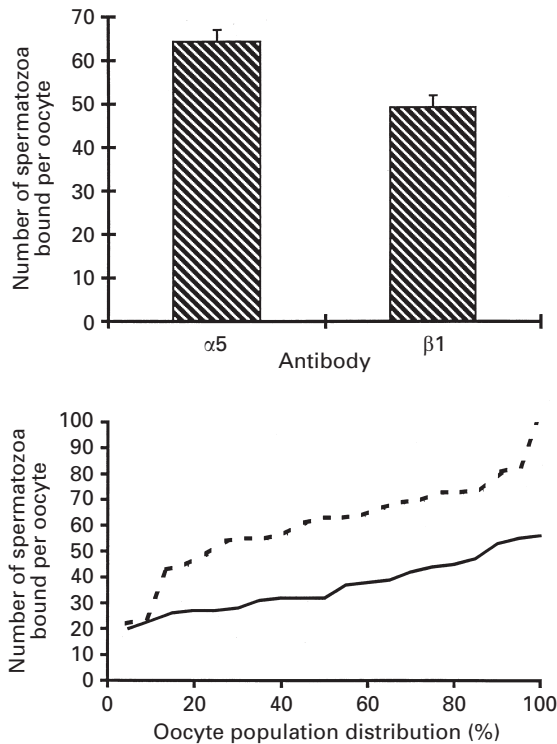 Number of spermatozoa
bound per oocyte
70
60
50
40
30
20
10
0
α5
β1
Antibody
Number of spermatozoa
bound per oocyte
100
90
80
70
60
50
40
30
20
10
0
0 20 40 60 80 100
Oocyte population distribution (%)